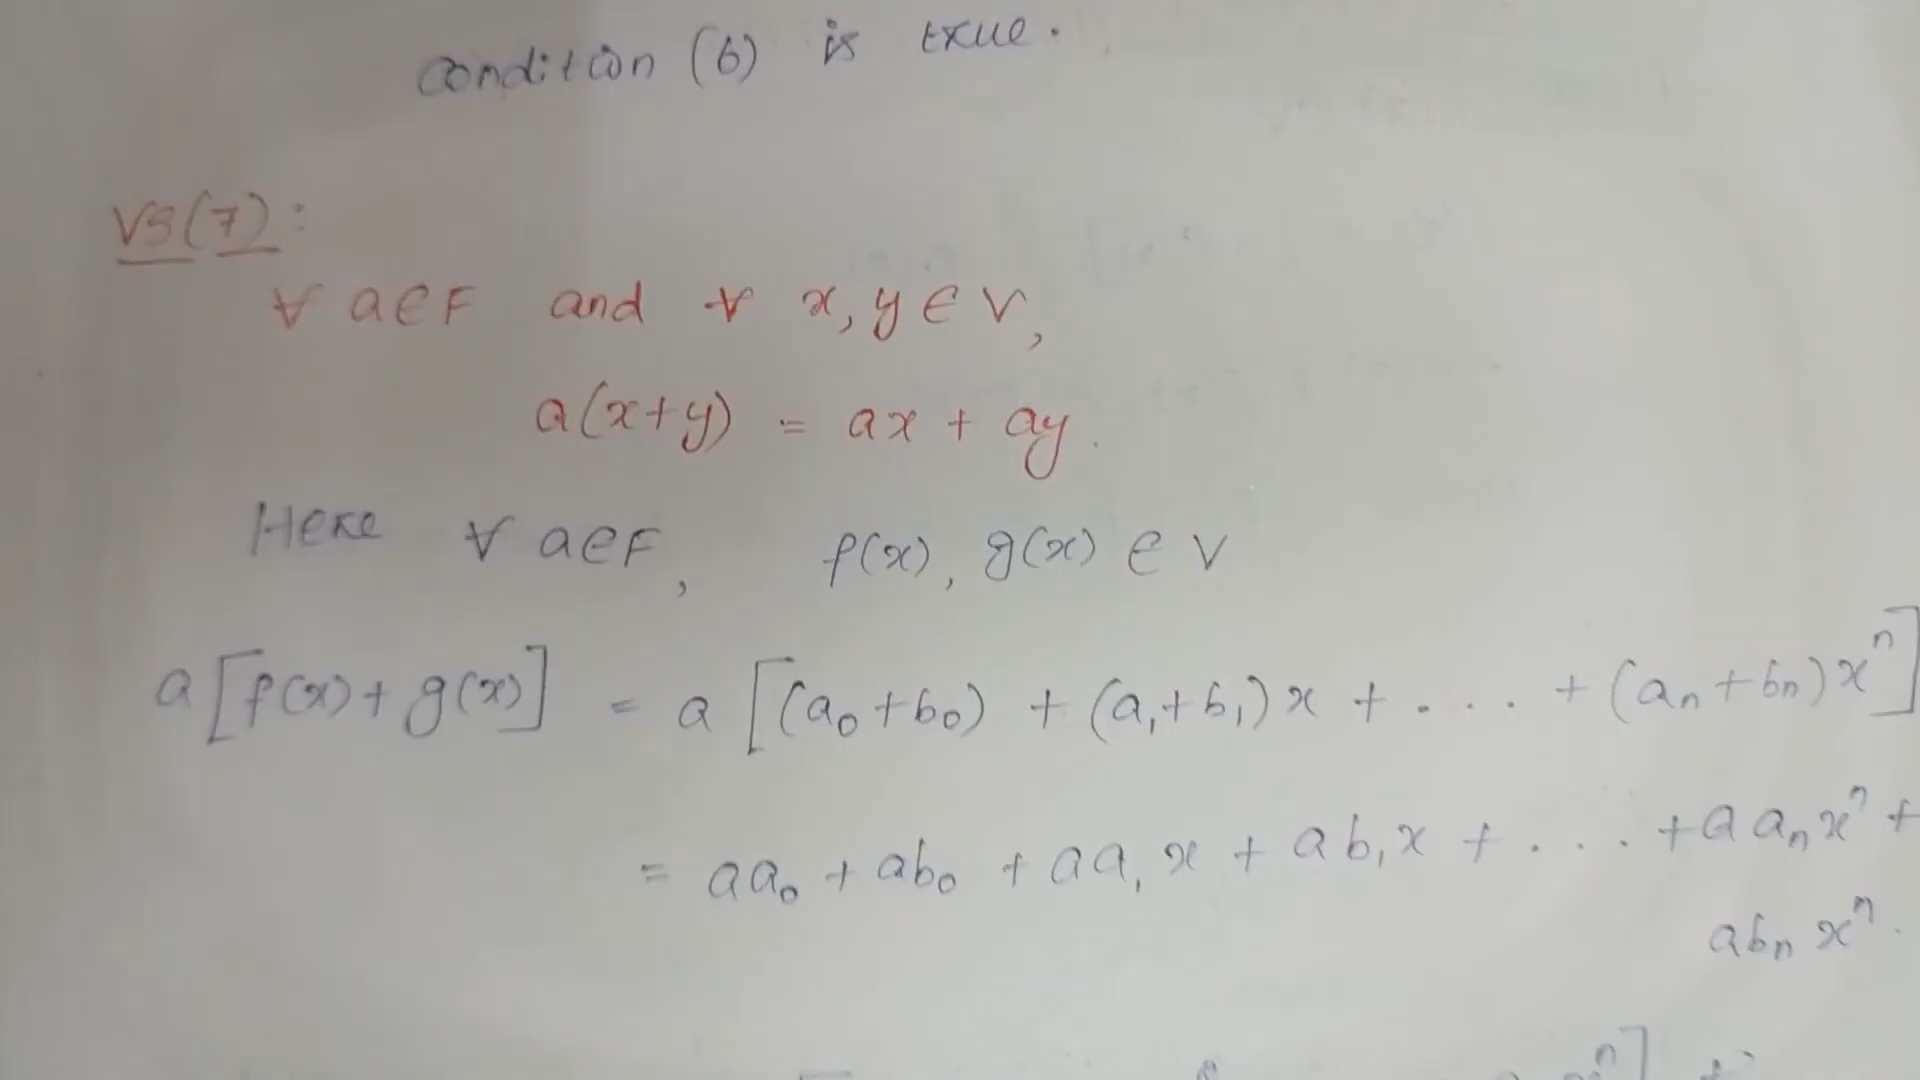 condition (6) is true.
VS(7):
∀ a∈F and ∀ x, y ∈ V,
a(x+y) = ax + ay.
Here ∀ a∈F, f(x), g(x) ∈ V
a[f(x)+g(x)] = a[(a₀+b₀) + (a₁+b₁)x + . . . . + (aₙ+bₙ)xⁿ]
= aa₀ + ab₀ + aa₁x + ab₁x + . . . . + aaₙxⁿ +
abₙxⁿ.